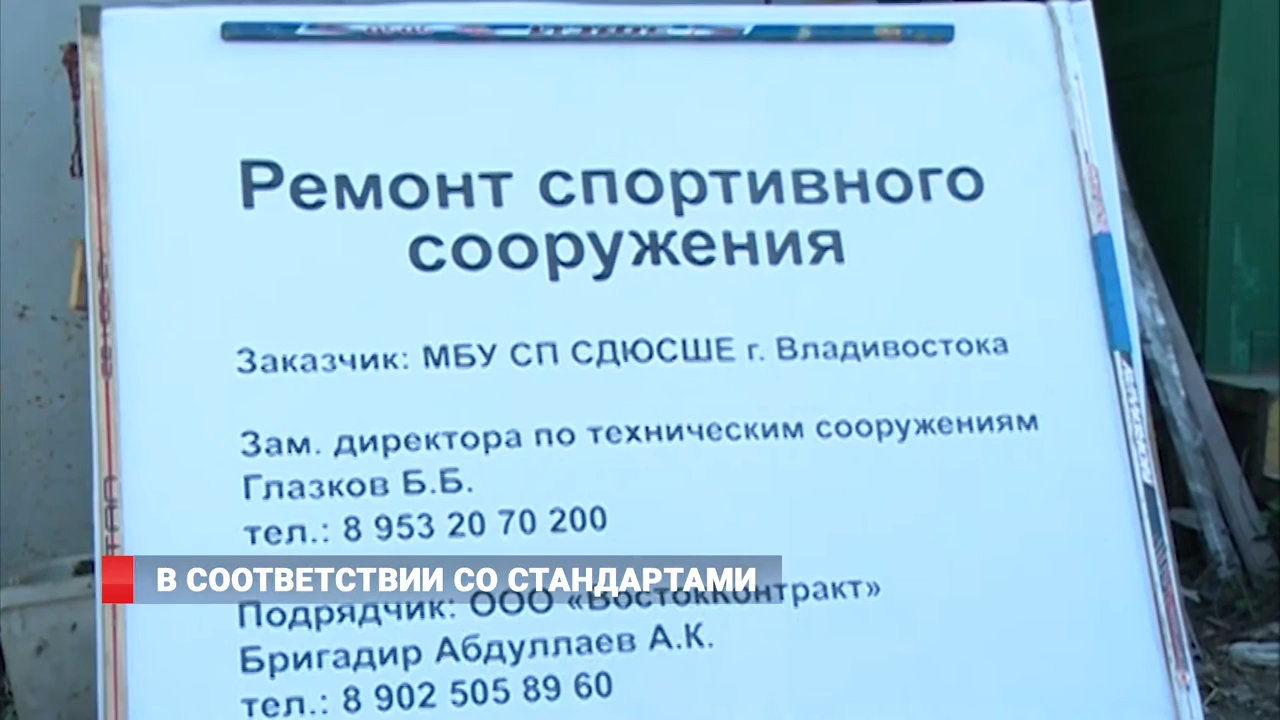 Ремонт спортивного
сооружения
Заказчик: МБУ СП СДЮСШЕ г. Владивостока
Зам. директора по техническим сооружениям
Глазков Б.Б.
тел.: 8 953 20 70 200
В СООТВЕТСТВИИ СО СТАНДАРТАМИ
Подрядчик: ООО «Востокконтракт»
Бригадир Абдуллаев А.К.
тел.: 8 902 505 89 60